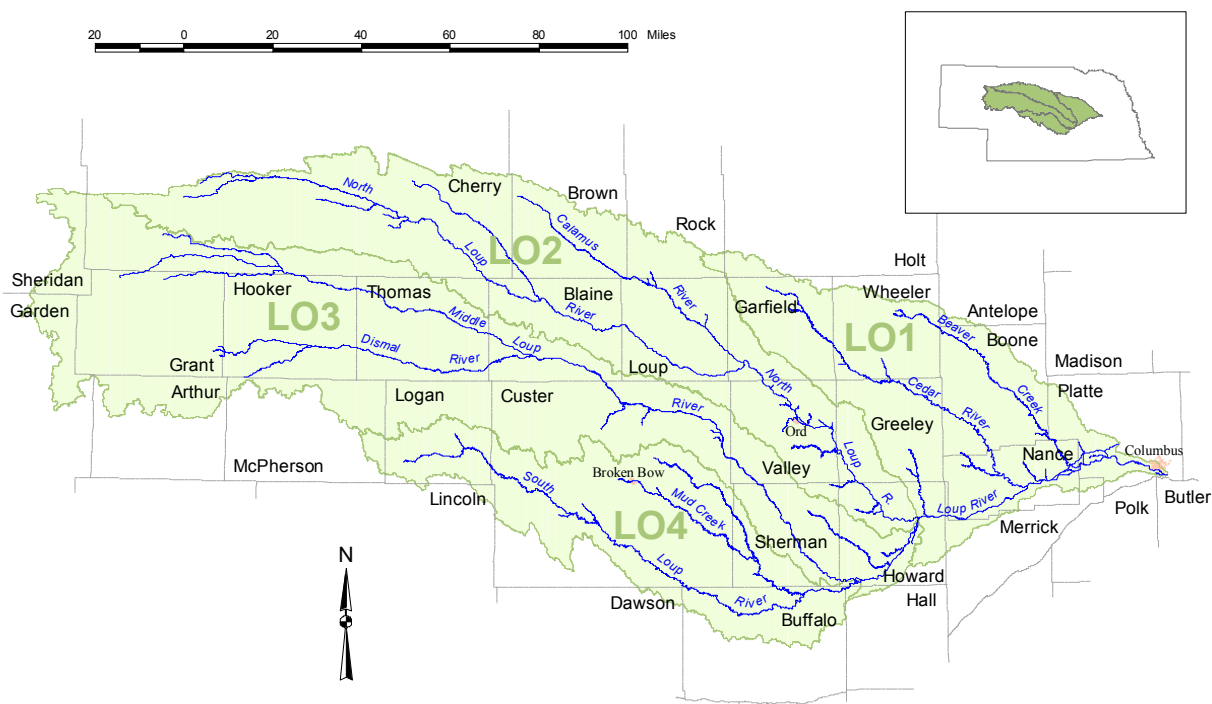 20 0 20 40 60 80 100 Miles
North
Cherry
Brown
Calamus
Rock
LO2
Loup
Holt
Sheridan
Garden
Hooker
Thomas
Blaine
River
River
Garfield
Wheeler
Antelope
LO3
Middle
Beaver
LO1
Boone
Dismal
Loup
River
Grant
Loup
Madison
Arthur
Logan
Custer
North
Cedar
Creek
Platte
River
River
Greeley
Ord
Loup
McPherson
Broken Bow
Valley
Nance
Columbus
Lincoln
South
Mud Creek
R.
Loup River
Butler
Polk
LO4
Merrick
Sherman
N
Loup
Howard
Hall
Dawson
River
Buffalo